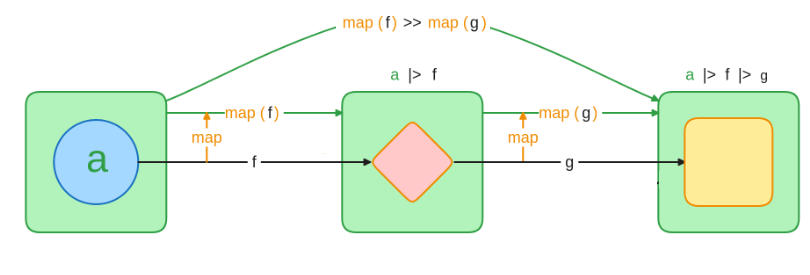 map (f) >> map (g)
a |> f
a |> f |> g
map (f)
map (g)
map
map
a
f
g